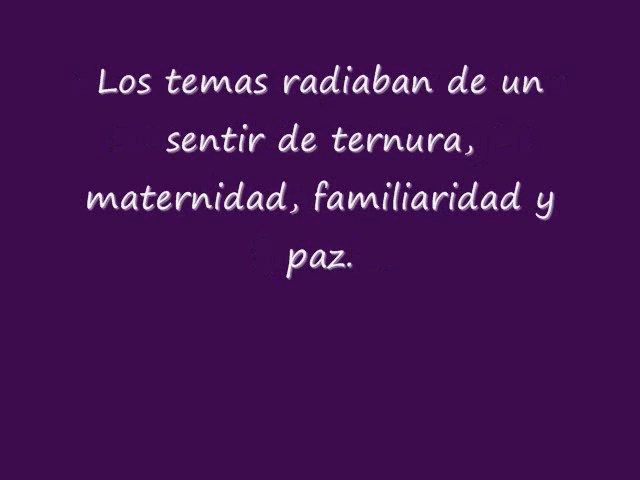 Los temas radiaban de un
sentir de ternura,
maternidad, familiaridad y
paz.